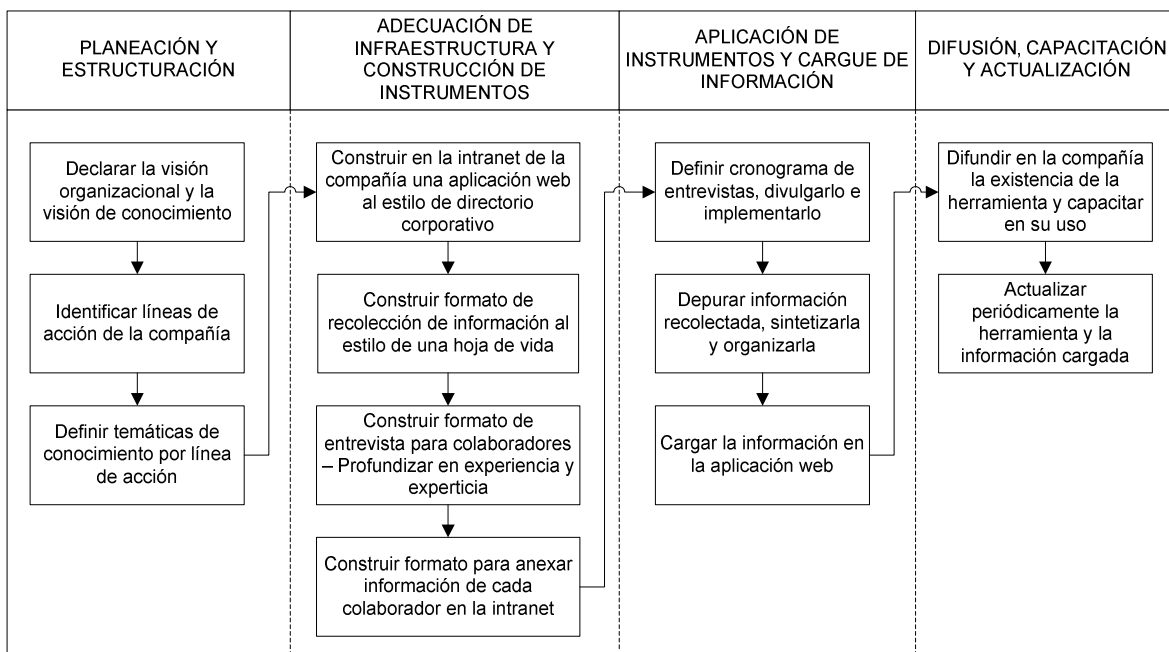 PLANEACIÓN Y
ESTRUCTURACIÓN
ADECUACIÓN DE
INFRAESTRUCTURA Y
CONSTRUCCIÓN DE
INSTRUMENTOS
APLICACIÓN DE
INSTRUMENTOS Y CARGUE DE
INFORMACIÓN
DIFUSIÓN, CAPACITACIÓN
Y ACTUALIZACIÓN
Declarar la visión
organizacional y la
visión de conocimiento
Identificar líneas de
acción de la compañía
Definir temáticas de
conocimiento por línea
de acción
Construir en la intranet de la
compañía una aplicación web
al estilo de directorio
corporativo
Construir formato de
recolección de información al
estilo de una hoja de vida
Construir formato de
entrevista para colaboradores
– Profundizar en experiencia y
experticia
Construir formato para anexar
información de cada
colaborador en la intranet
Definir cronograma de
entrevistas, divulgarlo e
implementarlo
Depurar información
recolectada, sintetizarla
y organizarla
Cargar la información en
la aplicación web
Difundir en la compañía
la existencia de la
herramienta y capacitar
en su uso
Actualizar
periódicamente la
herramienta y la
información cargada